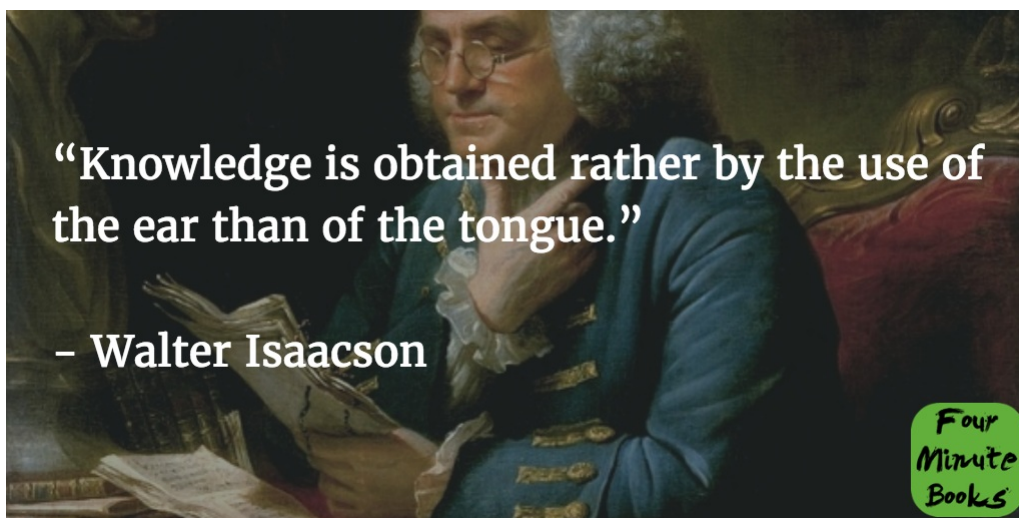 “Knowledge is obtained rather by the use of
the ear than of the tongue.”
– Walter Isaacson
Four
Minute
Books